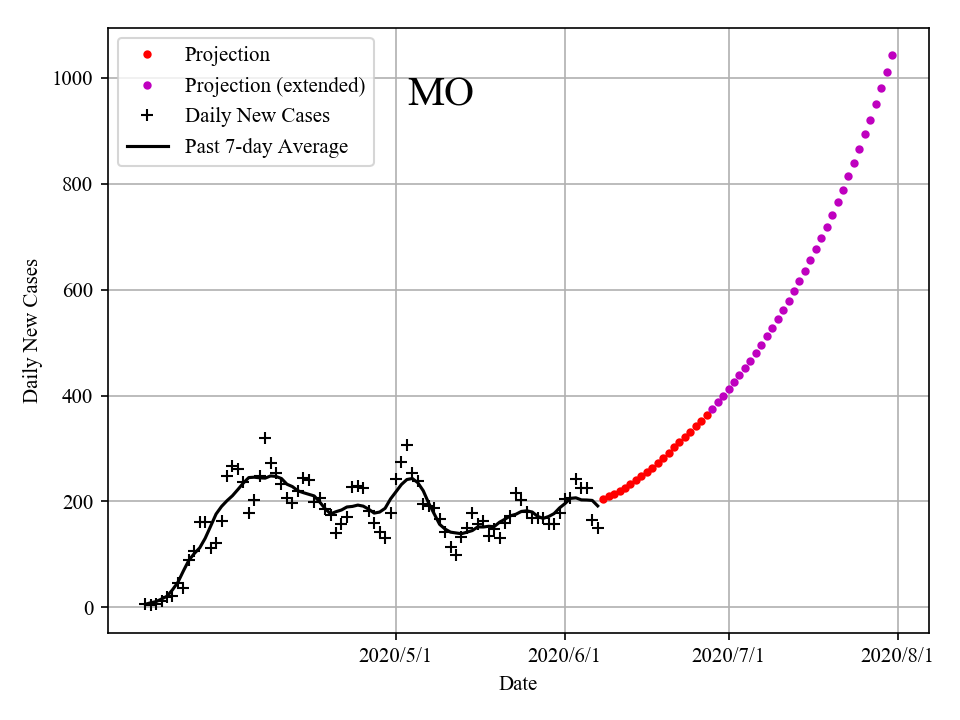 Projection
Projection (extended)
Daily New Cases
Past 7-day Average
MO
1000
800
600
400
200
0
Daily New Cases
2020/5/1
2020/6/1
2020/7/1
2020/8/1
Date